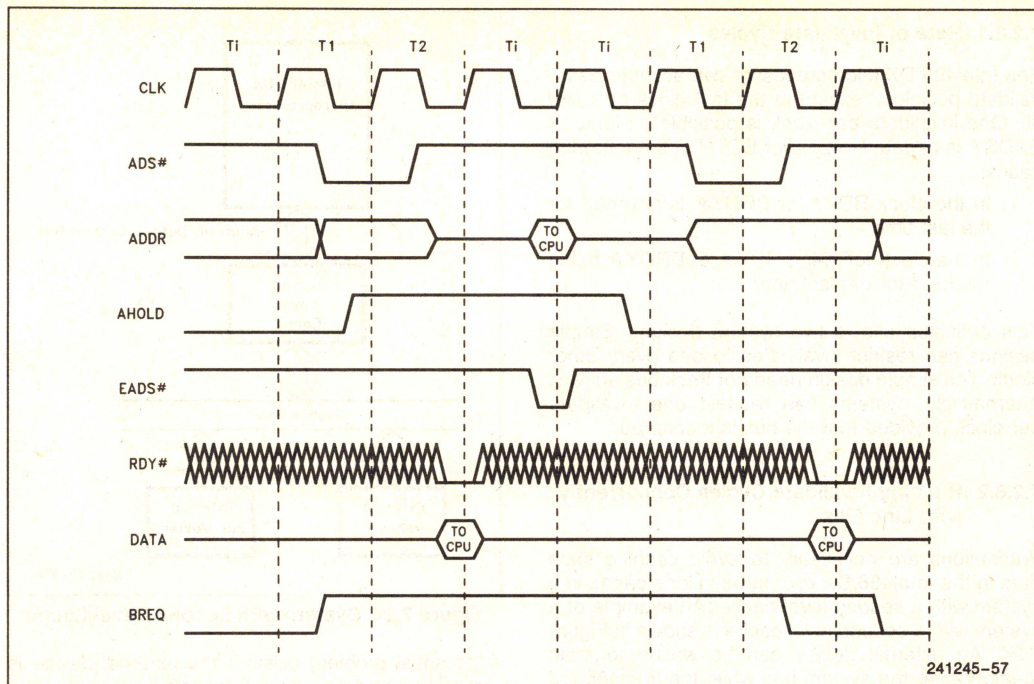 Ti T1 T2 Ti Ti T1 T2 Ti
CLK
ADS#
ADDR
TO
CPU
AHOLD
EADS#
RDY#
DATA
TO
CPU
TO
CPU
BREQ
241245-57